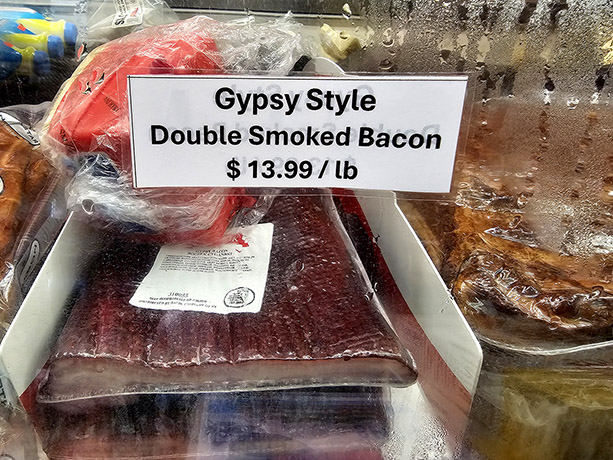 Gypsy Style
Double Smoked Bacon
$ 13.99 / lb